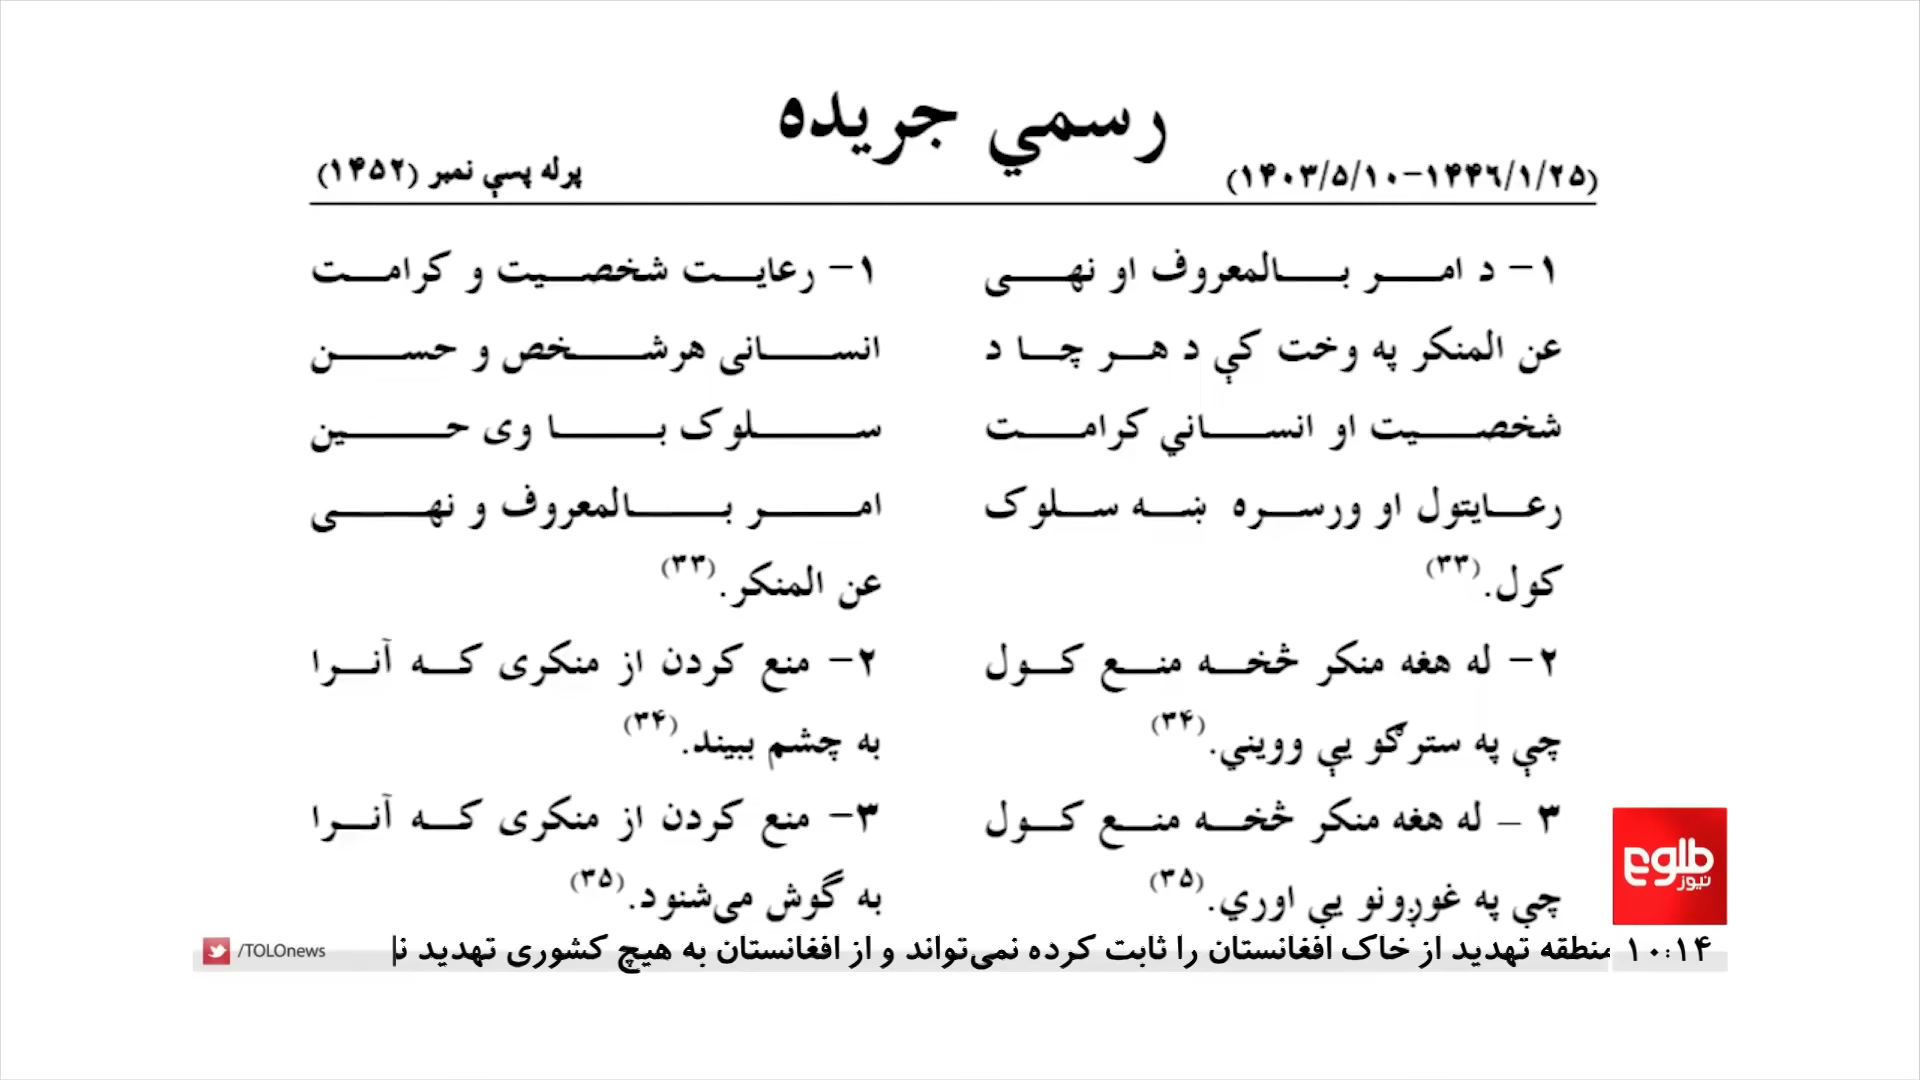 رسمي جریده
(۱۴۰۳/۵/۱۰-۱۴۴۶/۱/۲۵)
پرله پسې نمبر (۱۴۵۲)
۱- د امر بالمعروف او نهی
عن المنکر په وخت کې د هر چا د
شخصیت او انساني کرامت
رعایتول او ورسره ښه سلوک
کول.(۳۳)
۲- له هغه منکر څخه منع کول
چې په سترګو یې وویني.(۳۴)
۳ - له هغه منکر څخه منع کول
چې په غوږونو یې اوري.(۳۵)
۱- رعایت شخصیت و کرامت
انسانی هرشخص و حسن
سلوک با وی حین
امر بالمعروف و نهی
عن المنکر.(۳۳)
۲- منع کردن از منکری که آنرا
به چشم ببیند.(۳۴)
۳- منع کردن از منکری که آنرا
به گوش می‌شنود.(۳۵)
طلوع
نیوز
۱۰:۱۴
منطقه تهدید از خاک افغانستان را ثابت کرده نمی‌تواند و از افغانستان به هیچ کشوری تهدید
/TOLOnews